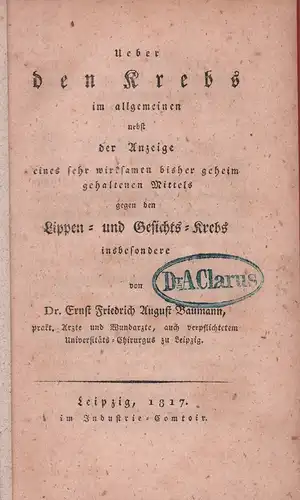 Ueber
den Krebs
im allgemeinen
nebst
der Anzeige
eines sehr wirksamen bisher geheim
gehaltenen Mittels
gegen den
Lippen- und Gesichts-Krebs
insbesondere
von
Dr. A Clarus
Dr. Ernst Friedrich August Baumann,
prakt. Arzte und Wundarzte, auch verpflichtetem
Universitäts-Chirurgus zu Leipzig.
Leipzig, 1817.
im Industrie-Comtoir.